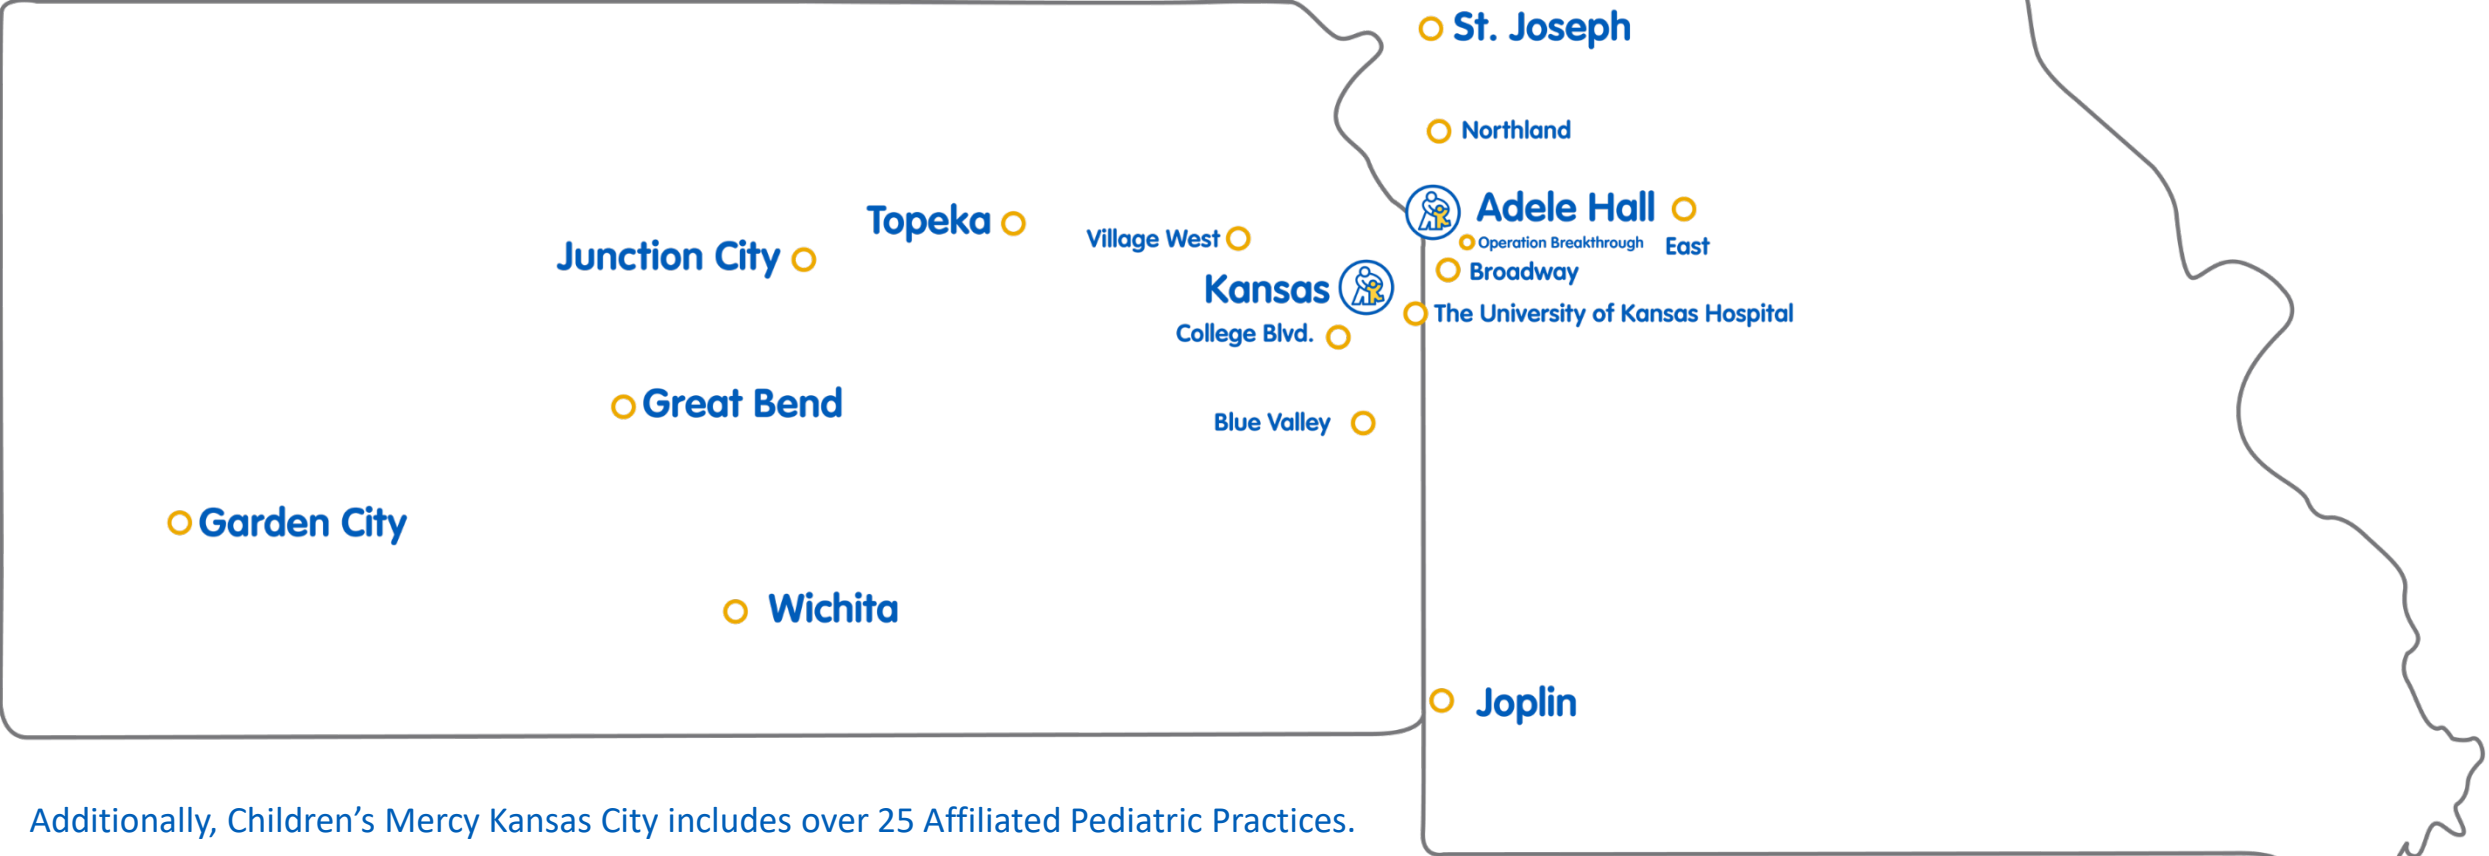 St. Joseph
Northland
Adele Hall
Topeka
Village West
Operation Breakthrough
East
Junction City
Broadway
Kansas
The University of Kansas Hospital
College Blvd.
Great Bend
Blue Valley
Garden City
Wichita
Joplin
Additionally, Children’s Mercy Kansas City includes over 25 Affiliated Pediatric Practices.